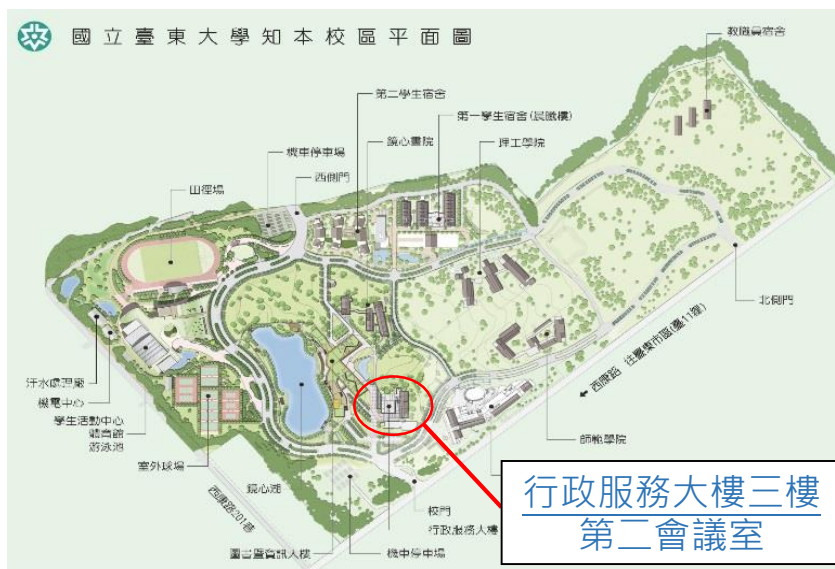 國立臺東大學知本校區平面圖
教職員宿舍
第二學生宿舍
第一學生宿舍
鏡心書院
理工學院
機車停車場
西側門
田徑場
北側門
西康路 往臺東市區(臺11線)
汙水處理廠
機電中心
學生活動中心
體育館
游泳池
師範學院
室外球場
鏡心湖
西康路201巷
校門
行政服務大樓
圖書暨資訊大樓
機車停車場
行政服務大樓三樓
第二會議室